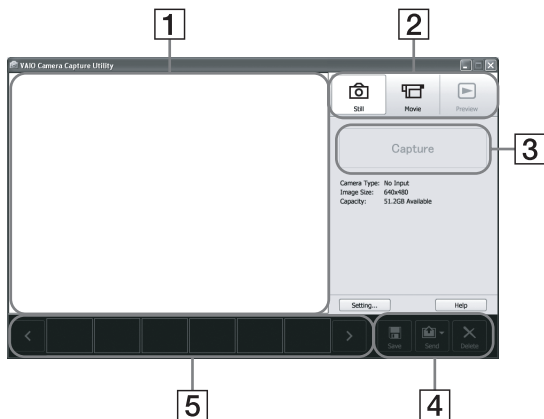 1
2
VAIO Camera Capture Utility
Still
Movie
Preview
Capture
3
Camera Type: No Input
Image Size: 640x480
Capacity: 51.2GB Available
Setting...
Help
Save
Send
Delete
5
4